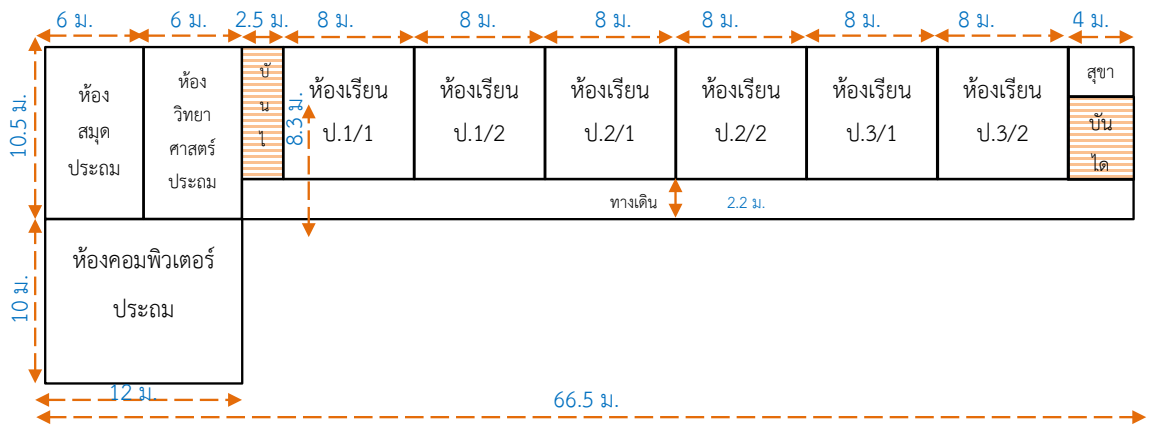 6 ม. 6 ม. 2.5 ม. 8 ม. 8 ม. 8 ม. 8 ม. 8 ม. 8 ม. 4 ม.
10.5 ม.
ห้อง
สมุด
ประถม
ห้อง
วิทยา
ศาสตร์
ประถม
บั
น
ไ
8.3 ม.
ห้องเรียน
ป.1/1
ห้องเรียน
ป.1/2
ห้องเรียน
ป.2/1
ห้องเรียน
ป.2/2
ห้องเรียน
ป.3/1
ห้องเรียน
ป.3/2
สุขา
บัน
ได
ทางเดิน 2.2 ม.
10 ม.
ห้องคอมพิวเตอร์
ประถม
12 ม.
66.5 ม.